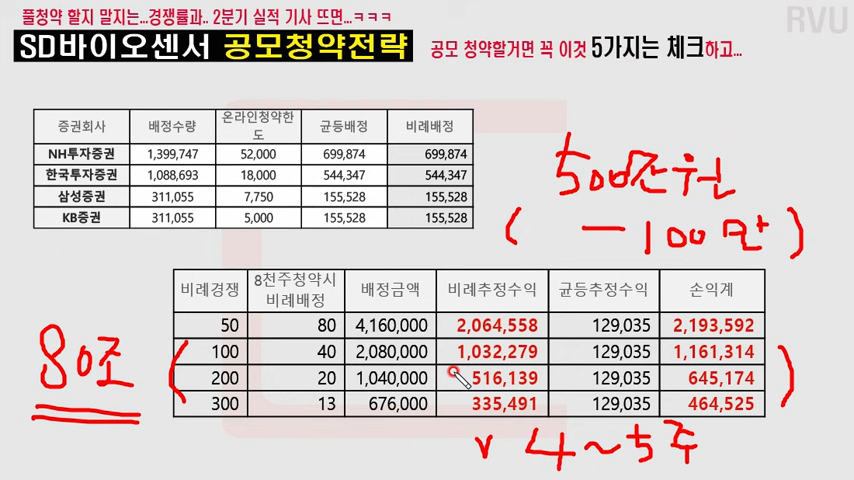 풀청약 할지 말지는...경쟁률과.. 2분기 실적 기사 뜨면...ㅋㅋㅋ
RVU
SD바이오센서 공모청약전략 공모 청약할거면 꼭 이것 5가지는 체크하고...
증권회사 배정수량 온라인청약한도 균등배정 비례배정
NH투자증권 1,399,747 52,000 699,874 699,874
한국투자증권 1,088,693 18,000 544,347 544,347
삼성증권 311,055 7,750 155,528 155,528
KB증권 311,055 5,000 155,528 155,528
500만원
( - 100만 )
비례경쟁 8천주청약시 비례배정 배정금액 비례추정수익 균등추정수익 손익계
50 80 4,160,000 2,064,558 129,035 2,193,592
100 40 2,080,000 1,032,279 129,035 1,161,314
200 20 1,040,000 516,139 129,035 645,174
300 13 676,000 335,491 129,035 464,525
80조
v 4~5주